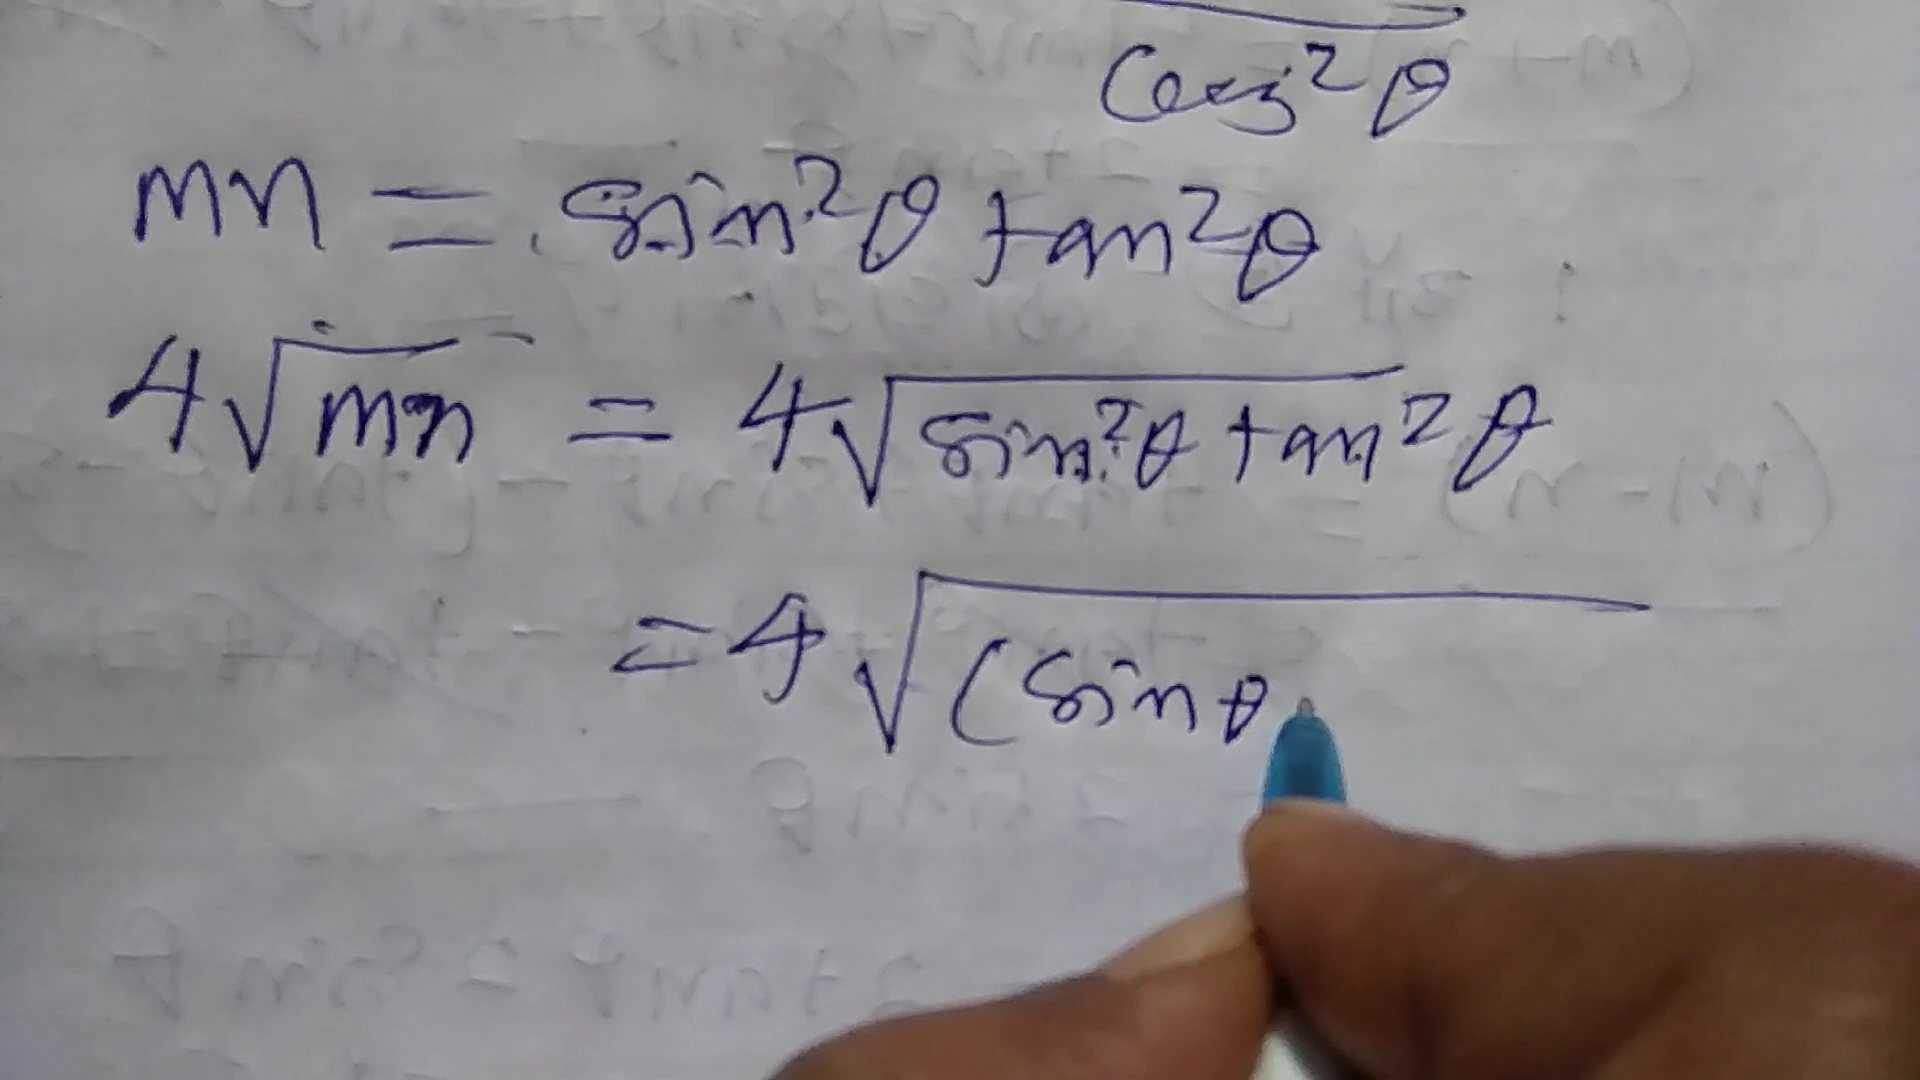 Cos²θ
mn = sin²θ tan²θ
4√mn = 4√sin²θ tan²θ
= 4√(sinθ